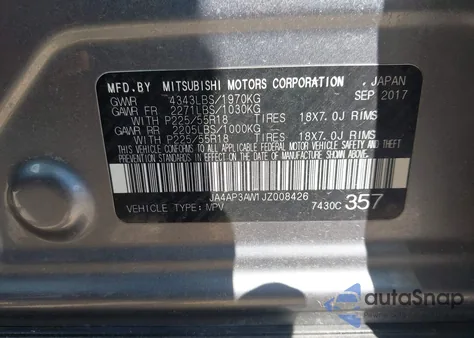 MFD.BY MITSUBISHI MOTORS CORPORATION , JAPAN
GVWR 4343LBS/1970KG SEP 2017
GAWR FR 2271LBS/1030KG
WITH P225/55R18 TIRES 18X7.0J RIMS
GAWR RR 2205LBS/1000KG
WITH P225/55R18 TIRES 18X7.0J RIMS
THIS VEHICLE CONFORMS TO ALL APPLICABLE
FEDERAL MOTOR VEHICLE SAFETY
STANDARDS IN EFFECT ON THE DATE OF
MANUFACTURE SHOWN ABOVE.
JA4AP3AW1JZ008426
VEHICLE TYPE:MPV 7430C 357
autoSnap